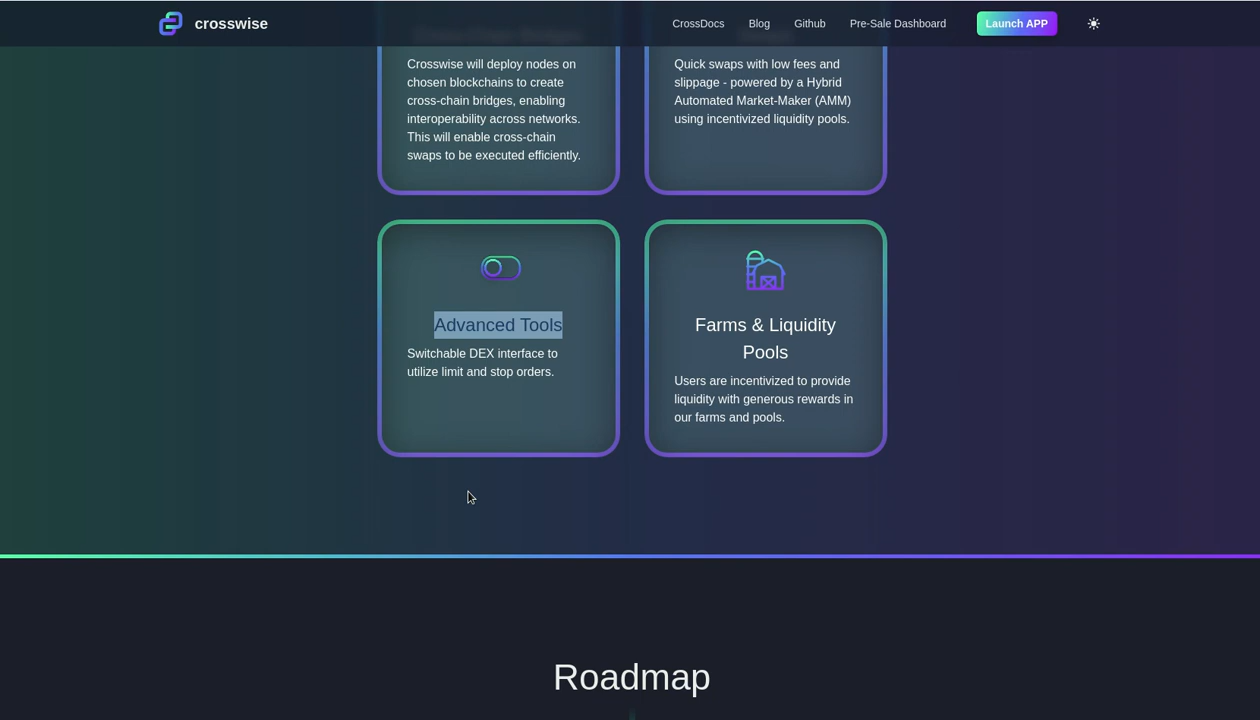 crosswise
CrossDocs
Blog
Github
Pre-Sale Dashboard
Launch APP
Crosswise will deploy nodes on
chosen blockchains to create
cross-chain bridges, enabling
interoperability across networks.
This will enable cross-chain
swaps to be executed efficiently.
Quick swaps with low fees and
slippage - powered by a Hybrid
Automated Market-Maker (AMM)
using incentivized liquidity pools.
Advanced Tools
Switchable DEX interface to
utilize limit and stop orders.
Farms & Liquidity
Pools
Users are incentivized to provide
liquidity with generous rewards in
our farms and pools.
Roadmap